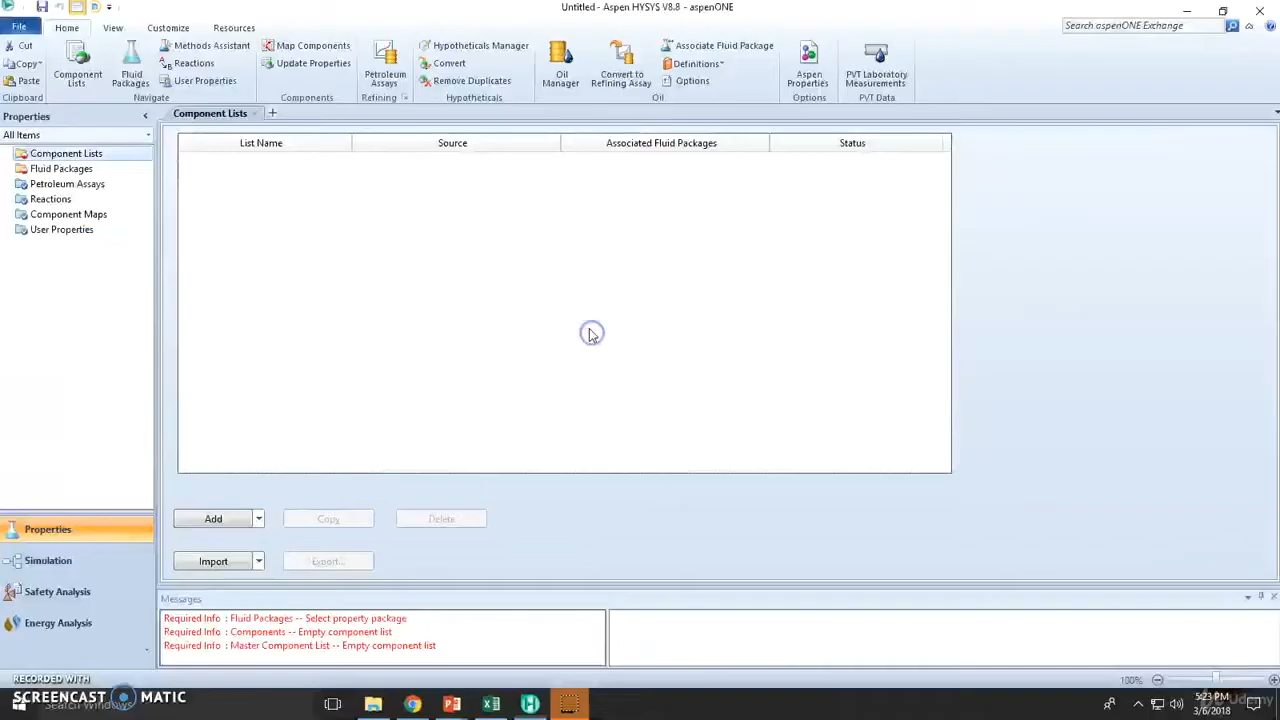 Untitled - Aspen HYSYS V8.8 - aspenONE
File Home View Customize Resources
Search aspenONE Exchange
Cut
Copy
Paste
Clipboard
Component Lists
Fluid Packages
Methods Assistant
Reactions
User Properties
Navigate
Map Components
Update Properties
Components
Petroleum Assays
Refining
Hypotheticals Manager
Convert
Remove Duplicates
Hypotheticals
Oil Manager
Convert to Refining Assay
Associate Fluid Package
Definitions
Options
Oil
Aspen Properties
Options
PVT Laboratory Measurements
PVT Data
Properties
All Items
Component Lists
Fluid Packages
Petroleum Assays
Reactions
Component Maps
User Properties
Properties
Simulation
Safety Analysis
Energy Analysis
Component Lists
List Name Source Associated Fluid Packages Status
Add Copy Delete
Import Export...
Messages
Required Info : Fluid Packages -- Select property package
Required Info : Components -- Empty component list
Required Info : Master Component List -- Empty component list
100%
RECORDED WITH
SCREENCAST MATIC
Search Windows
5:23 PM
3/6/2018
Udemy